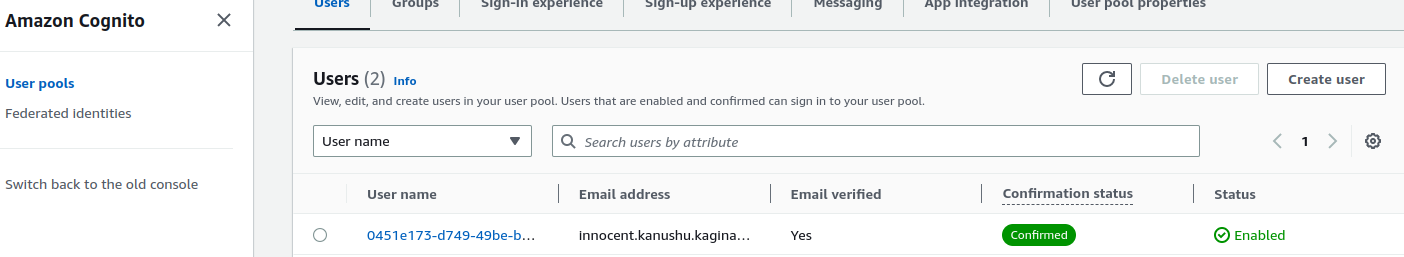 Users Groups Sign-in experience Sign-up experience Messaging App integration User pool properties
Amazon Cognito
User pools
Federated identities
Switch back to the old console
Users (2) Info
Delete user
Create user
View, edit, and create users in your user pool. Users that are enabled and confirmed can sign in to your user pool.
User name
Search users by attribute
1
User name Email address Email verified Confirmation status Status
0451e173-d749-49be-b... innocent.kanushu.kagina... Yes Confirmed Enabled